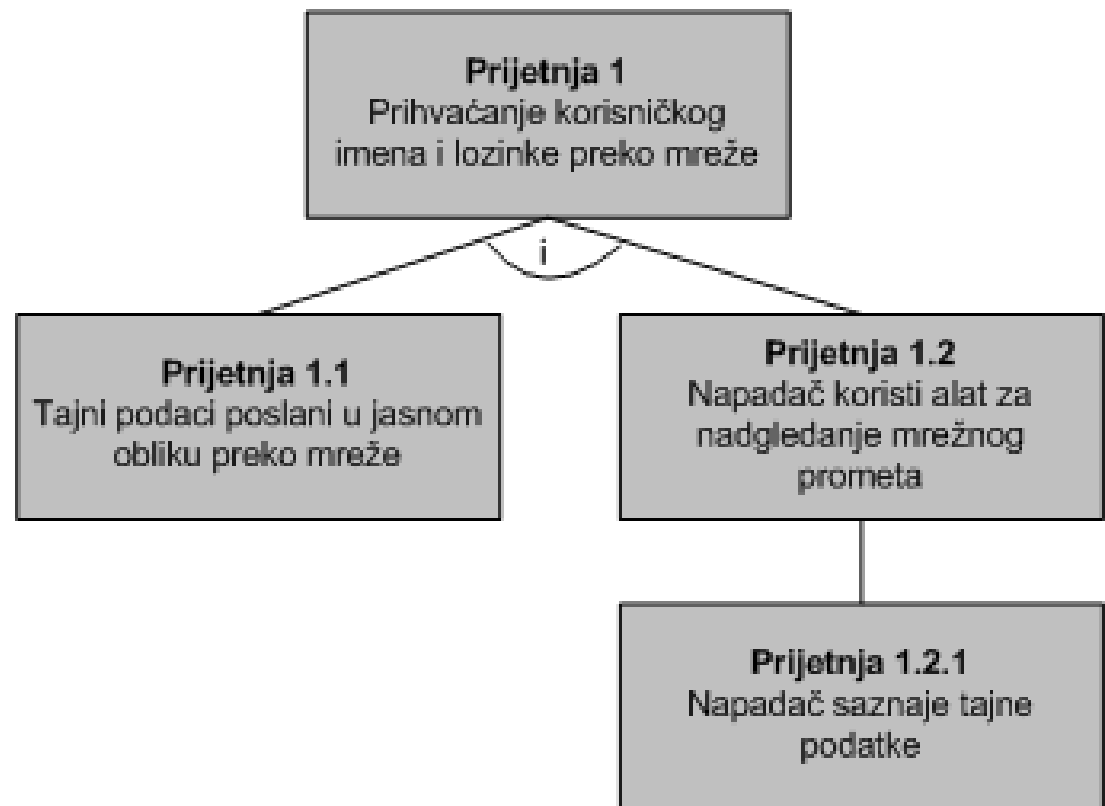 Prijetnja 1
Prihvaćanje korisničkog
imena i lozinke preko mreže
i
Prijetnja 1.1
Tajni podaci poslani u jasnom
obliku preko mreže
Prijetnja 1.2
Napadač koristi alat za
nadgledanje mrežnog
prometa
Prijetnja 1.2.1
Napadač saznaje tajne
podatke